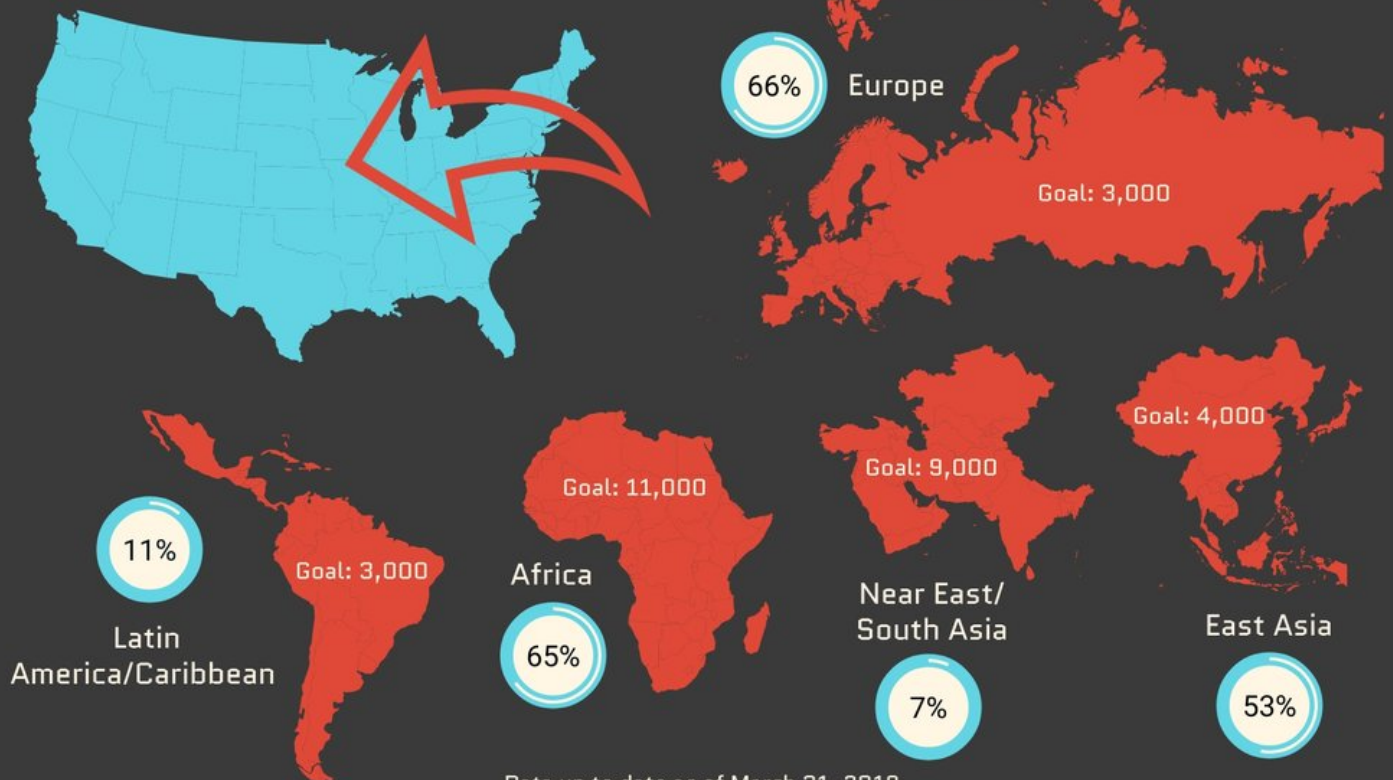 66%
Europe
Goal: 3,000
Goal: 4,000
Goal: 9,000
Goal: 11,000
11%
Goal: 3,000
Latin
America/Caribbean
Africa
65%
Near East/
South Asia
7%
East Asia
53%